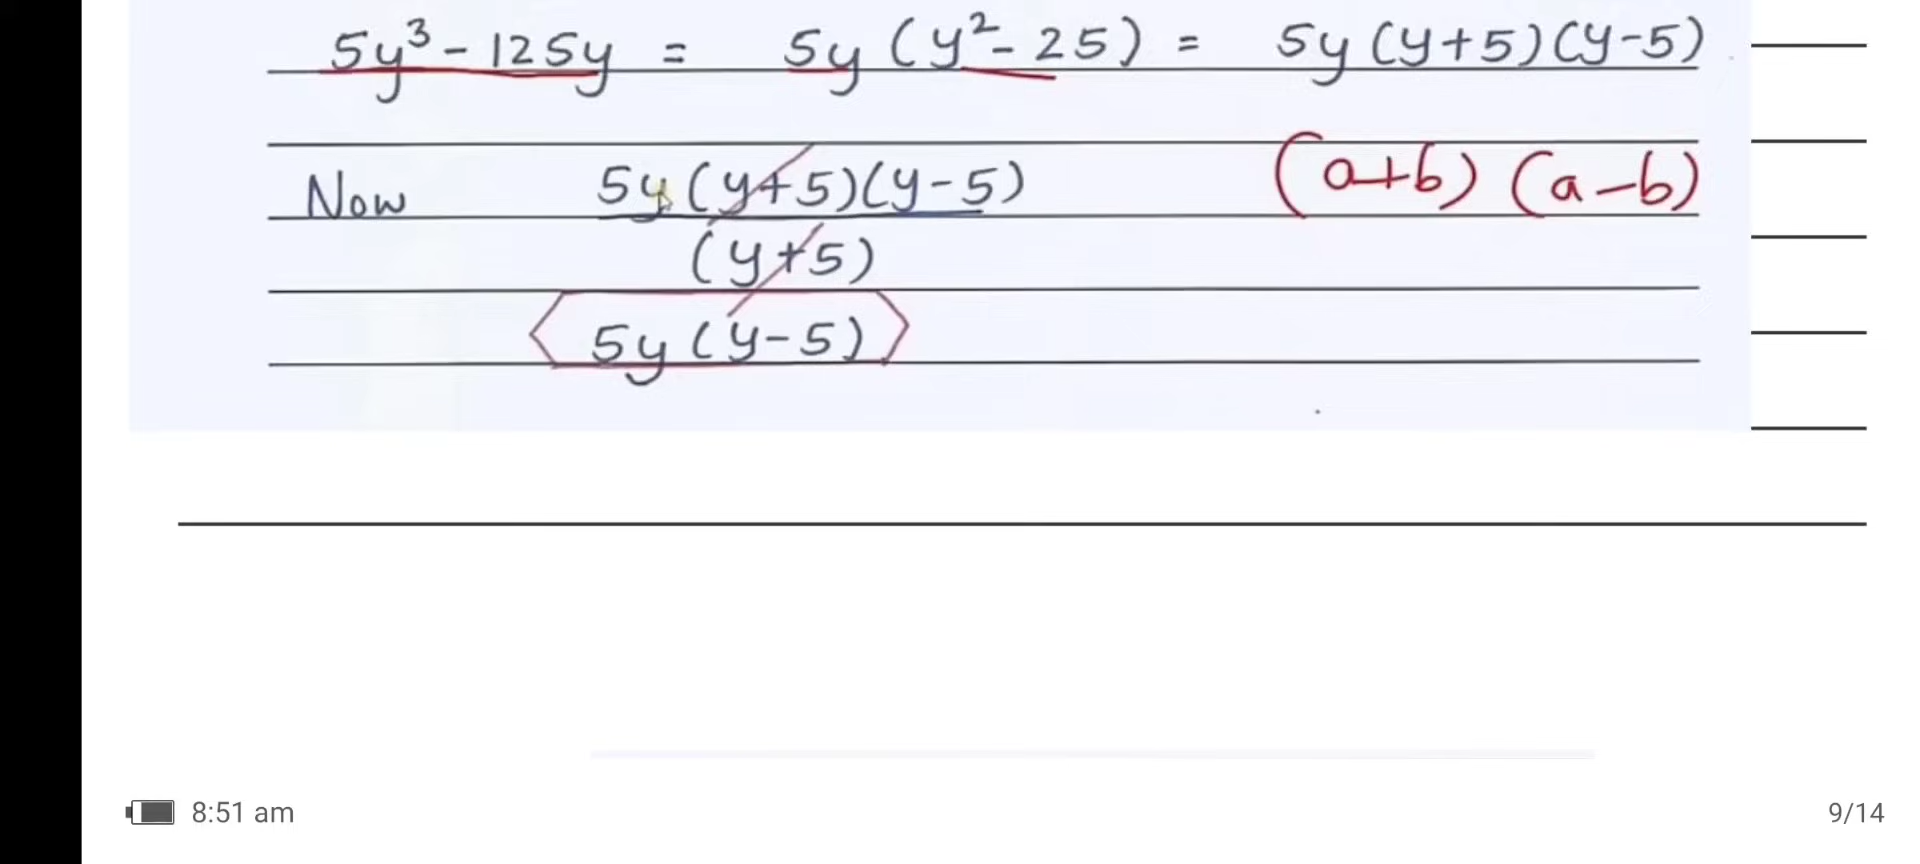 5y³ - 125y = 5y (y² - 25) = 5y (y+5)(y-5)
Now 5y (y+5)(y-5) (a+b) (a-b)
(y+5)
5y (y-5)
8:51 am 9/14